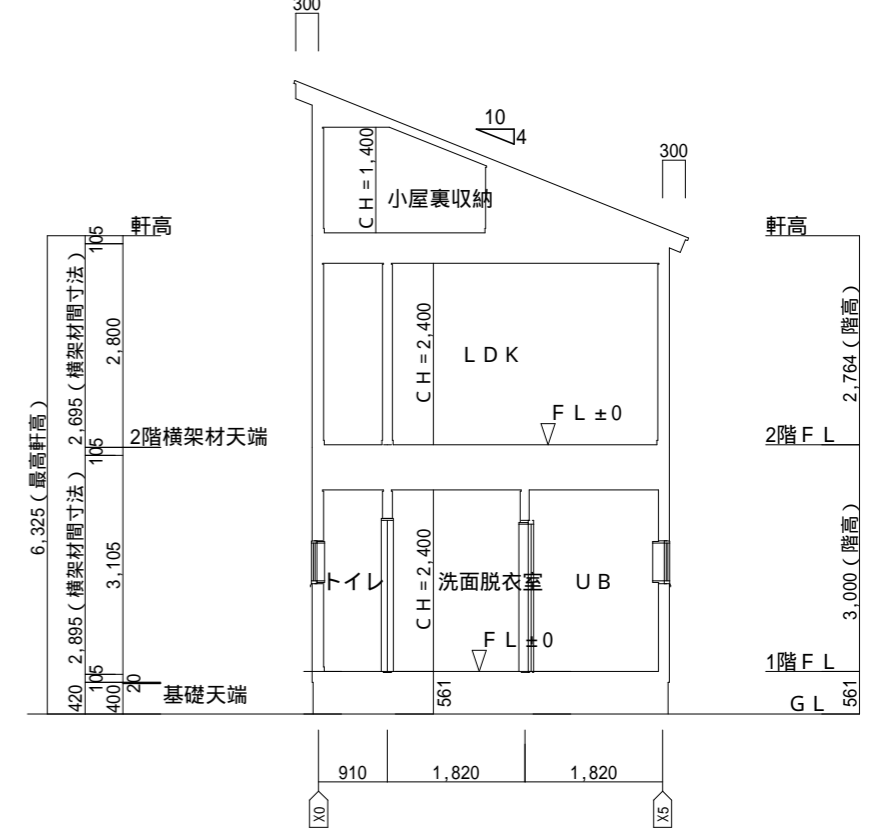 300
10
4
300
CH=1,400
小屋裏収納
軒高
軒高
105
2,800
2,695(横架材間寸法)
CH=2,400
LDK
2,764(階高)
FL±0
2階横架材天端
2階FL
105
6,325(最高軒高)
2,895(横架材間寸法)
3,105
トイレ
CH=2,400
洗面脱衣室
UB
3,000(階高)
FL±0
1階FL
105
20
420
400
基礎天端
561
GL
561
910
1,820
1,820
X0
X5